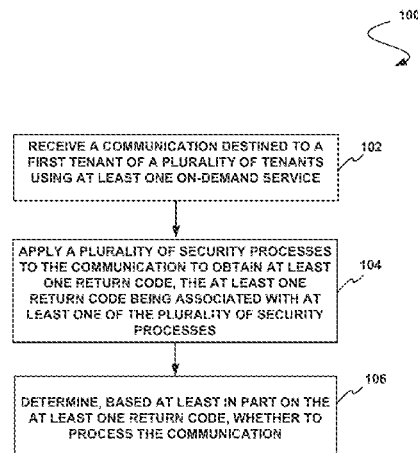 100
RECEIVE A COMMUNICATION DESTINED TO A
FIRST TENANT OF A PLURALITY OF TENANTS
USING AT LEAST ONE ON-DEMAND SERVICE
102
APPLY A PLURALITY OF SECURITY PROCESSES
TO THE COMMUNICATION TO OBTAIN AT LEAST
ONE RETURN CODE, THE AT LEAST ONE
RETURN CODE BEING ASSOCIATED WITH AT
LEAST ONE OF THE PLURALITY OF SECURITY
PROCESSES
104
DETERMINE, BASED AT LEAST IN PART ON THE
AT LEAST ONE RETURN CODE, WHETHER TO
PROCESS THE COMMUNICATION
106